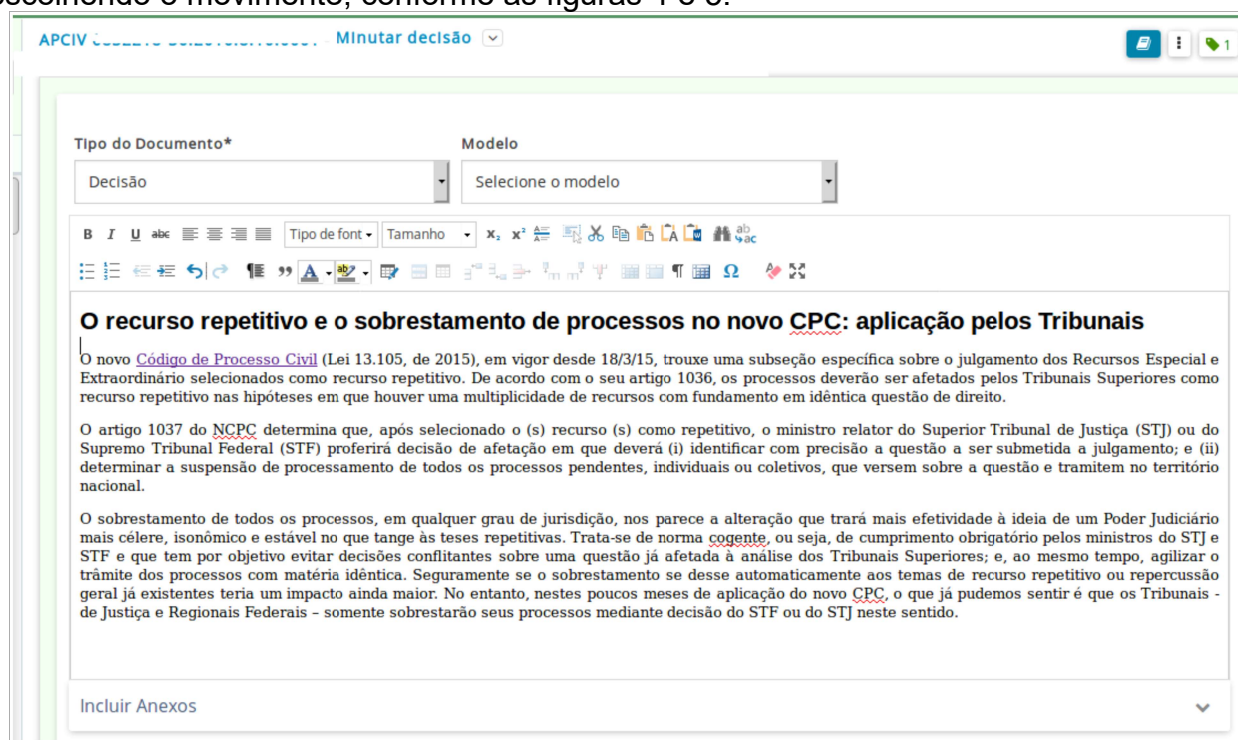 escolhendo o movimento, conforme as figuras 4 e 5.
APCIV
Minutar decisão
1
Tipo do Documento*
Modelo
Decisão
Selecione o modelo
B I U abc Tipo de font Tamanho x₂ x²
O recurso repetitivo e o sobrestamento de processos no novo CPC: aplicação pelos Tribunais
O novo Código de Processo Civil (Lei 13.105, de 2015), em vigor desde 18/3/15, trouxe uma subseção específica sobre o julgamento dos Recursos Especial e
Extraordinário selecionados como recurso repetitivo. De acordo com o seu artigo 1036, os processos deverão ser afetados pelos Tribunais Superiores como
recurso repetitivo nas hipóteses em que houver uma multiplicidade de recursos com fundamento em idêntica questão de direito.
O artigo 1037 do NCPC determina que, após selecionado o (s) recurso (s) como repetitivo, o ministro relator do Superior Tribunal de Justiça (STJ) ou do
Supremo Tribunal Federal (STF) proferirá decisão de afetação em que deverá (i) identificar com precisão a questão a ser submetida a julgamento; e (ii)
determinar a suspensão de processamento de todos os processos pendentes, individuais ou coletivos, que versem sobre a questão e tramitem no território
nacional.
O sobrestamento de todos os processos, em qualquer grau de jurisdição, nos parece a alteração que trará mais efetividade à ideia de um Poder Judiciário
mais célere, isonômico e estável no que tange às teses repetitivas. Trata-se de norma cogente, ou seja, de cumprimento obrigatório pelos ministros do STJ e
STF e que tem por objetivo evitar decisões conflitantes sobre uma questão já afetada à análise dos Tribunais Superiores; e, ao mesmo tempo, agilizar o
trâmite dos processos com matéria idêntica. Seguramente se o sobrestamento se desse automaticamente aos temas de recurso repetitivo ou repercussão
geral já existentes teria um impacto ainda maior. No entanto, nestes poucos meses de aplicação do novo CPC, o que já pudemos sentir é que os Tribunais -
de Justiça e Regionais Federais – somente sobrestarão seus processos mediante decisão do STF ou do STJ neste sentido.
Incluir Anexos